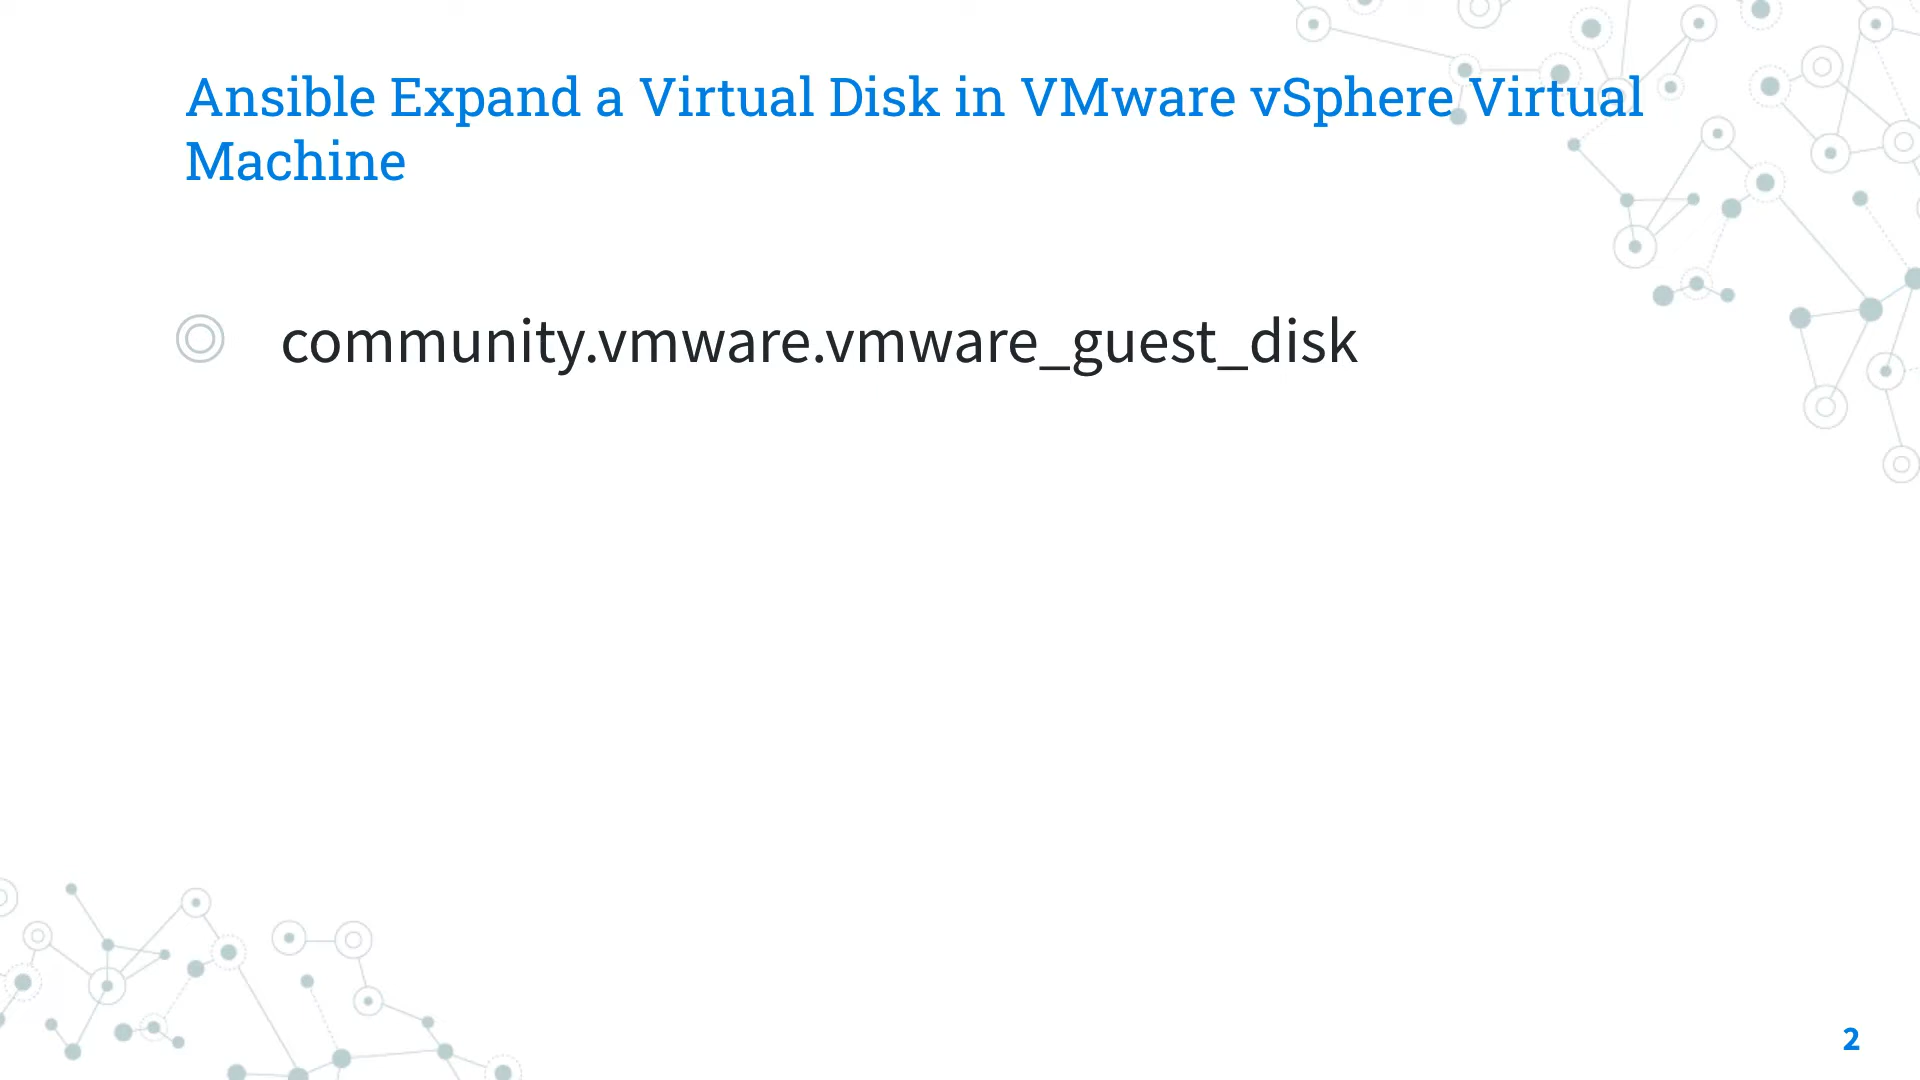 Ansible Expand a Virtual Disk in VMware vSphere Virtual
Machine
community.vmware.vmware_guest_disk
2